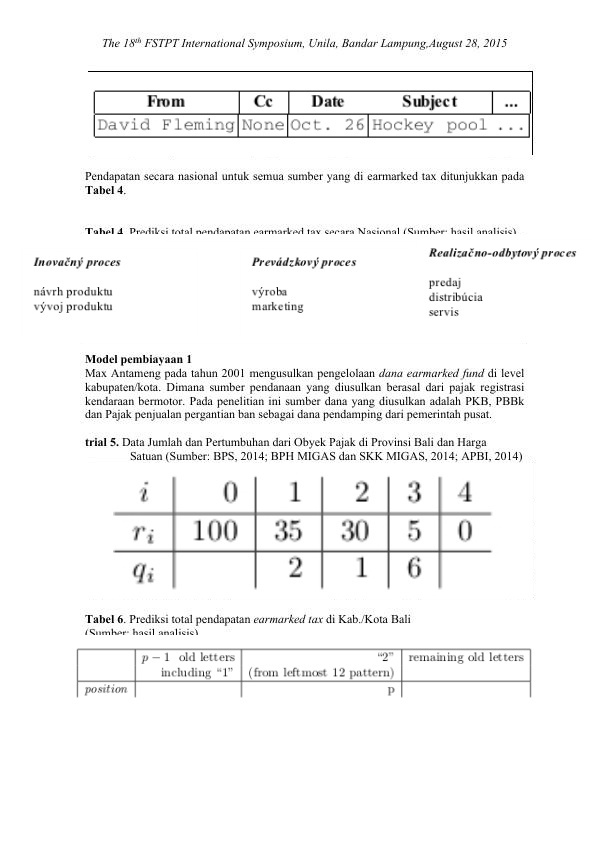 The 18th FSTPT International Symposium, Unila, Bandar Lampung,August 28, 2015
From Cc Date Subject ...
David Fleming None Oct. 26 Hockey pool ...
Pendapatan secara nasional untuk semua sumber yang di earmarked tax ditunjukkan pada
Tabel 4.
Tabel 4. Prediksi total pendapatan earmarked tax secara Nasional (Sumber: hasil analisis)
Inovačný proces Prevádzkový proces Realizačno-odbytový proces
návrh produktu výroba predaj
vývoj produktu marketing distribúcia
servis
Model pembiayaan 1
Max Antameng pada tahun 2001 mengusulkan pengelolaan dana earmarked fund di level
kabupaten/kota. Dimana sumber pendanaan yang diusulkan berasal dari pajak registrasi
kendaraan bermotor. Pada penelitian ini sumber dana yang diusulkan adalah PKB, PBBk
dan Pajak penjualan pergantian ban sebagai dana pendamping dari pemerintah pusat.
trial 5. Data Jumlah dan Pertumbuhan dari Obyek Pajak di Provinsi Bali dan Harga
Satuan (Sumber: BPS, 2014; BPH MIGAS dan SKK MIGAS, 2014; APBI, 2014)
i 0 1 2 3 4
ri 100 35 30 5 0
qi 2 1 6
Tabel 6. Prediksi total pendapatan earmarked tax di Kab./Kota Bali
(Sumber: hasil analisis)
p − 1 old letters “2” remaining old letters
including “1” (from leftmost 12 pattern)
position p